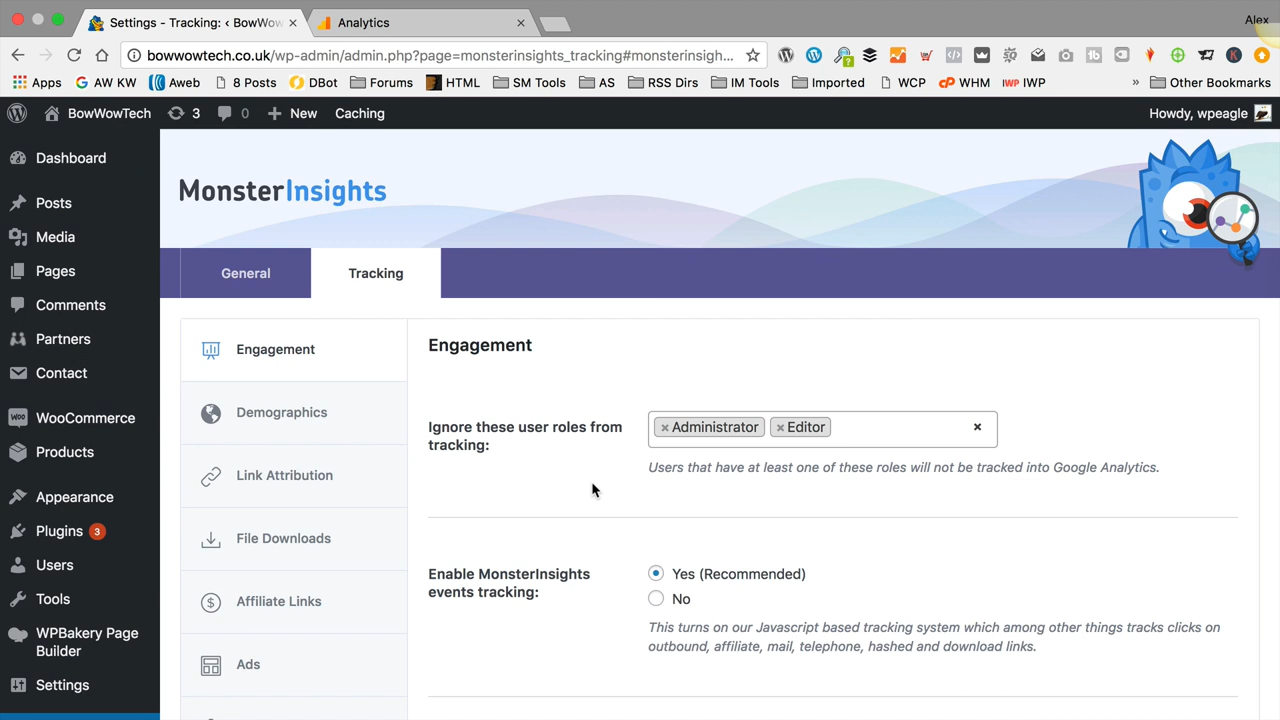 Settings - Tracking: ‹ BowWow
Analytics
Alex
bowwowtech.co.uk/wp-admin/admin.php?page=monsterinsights_tracking#monsterinsigh...
Apps
AW KW
Aweb
8 Posts
DBot
Forums
HTML
SM Tools
AS
RSS Dirs
IM Tools
Imported
WCP
cP WHM
IWP IWP
»
Other Bookmarks
BowWowTech
3
0
New
Caching
Howdy, wpeagle
Dashboard
Posts
Media
Pages
Comments
Partners
Contact
WOO WooCommerce
Products
Appearance
Plugins 3
Users
Tools
WPBakery Page
Builder
Settings
MonsterInsights
General
Tracking
Engagement
Demographics
Link Attribution
File Downloads
Affiliate Links
Ads
Engagement
Ignore these user roles from
tracking:
× Administrator × Editor ×
Users that have at least one of these roles will not be tracked into Google Analytics.
Enable MonsterInsights
events tracking:
Yes (Recommended)
No
This turns on our Javascript based tracking system which among other things tracks clicks on
outbound, affiliate, mail, telephone, hashed and download links.